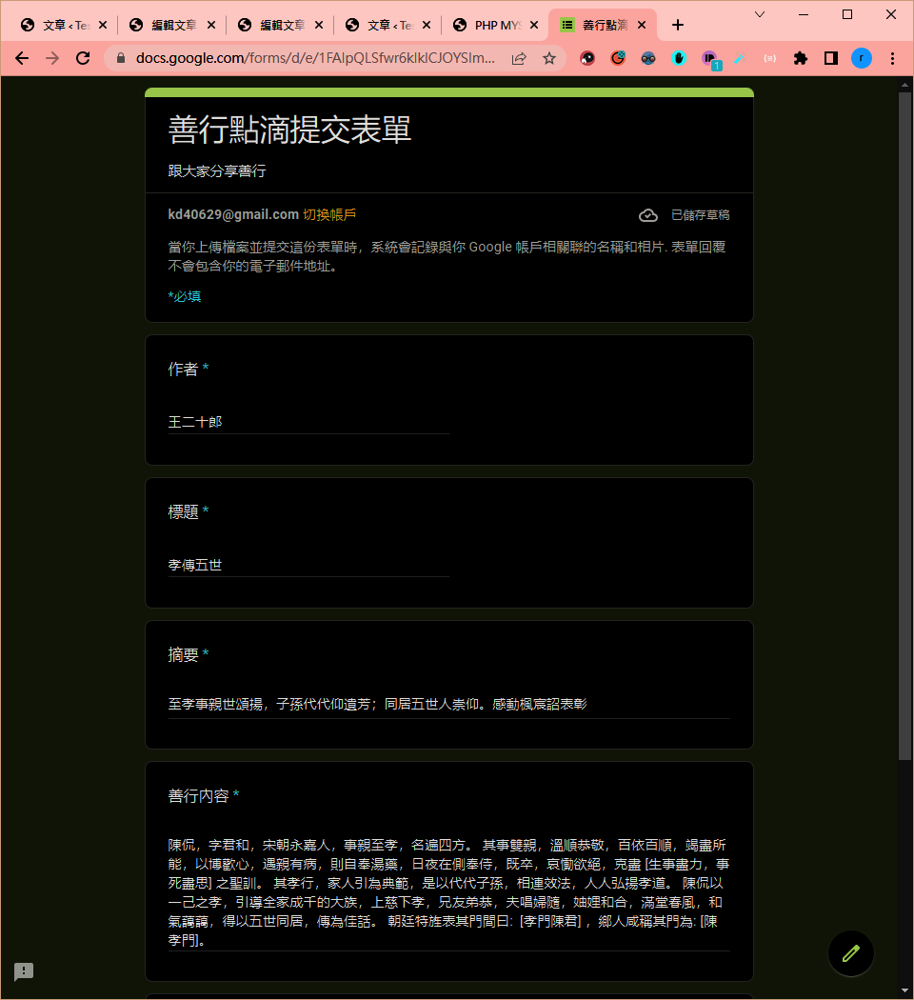 文章 ‹ Tes
編輯文章
編輯文章
文章 ‹ Tes
PHP MYS
善行點滴
docs.google.com/forms/d/e/1FAIpQLSfwr6kIkICJOYSIm...
1
r
善行點滴提交表單
跟大家分享善行
kd40629@gmail.com 切換帳戶
已儲存草稿
當你上傳檔案並提交這份表單時，系統會記錄與你 Google 帳戶相關聯的名稱和相片. 表單回覆
不會包含你的電子郵件地址。
*必填
作者 *
王二十郎
標題 *
孝傳五世
摘要 *
至孝事親世頌揚，子孫代代仰遺芳；同居五世人崇仰。感動楓宸詔表彰
善行內容 *
陳侃，字君和，宋朝永嘉人，事親至孝，名遍四方。 其事雙親，溫順恭敬，百依百順，竭盡所
能，以博歡心，遇親有病，則自奉湯藥，日夜在側奉侍，既卒，哀慟欲絕，克盡 [生事盡力，事
死盡思] 之聖訓。 其孝行，家人引為典範，是以代代子孫，相連效法，人人弘揚孝道。 陳侃以
一己之孝，引導全家成千的大族，上慈下孝，兄友弟恭，夫唱婦隨，妯娌和合，滿堂春風，和
氣藹藹，得以五世同居，傳為佳話。 朝廷特旌表其門閭曰:  [孝門陳君] ，鄉人咸稱其門為: [陳
孝門]。